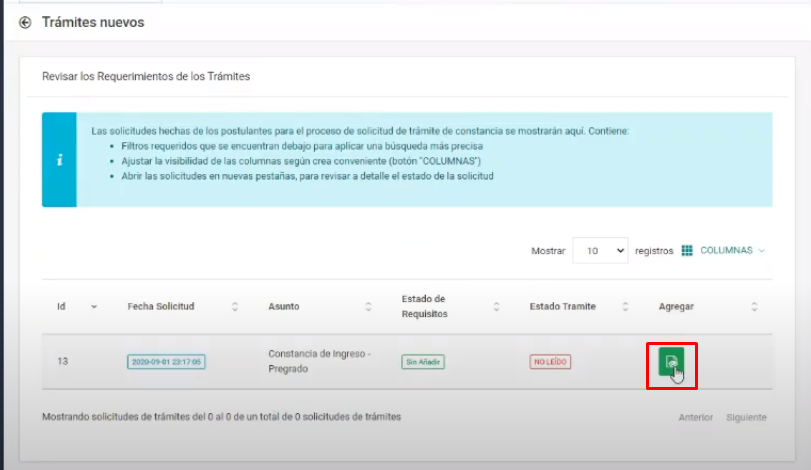 Trámites nuevos
Revisar los Requerimientos de los Trámites
Las solicitudes hechas de los postulantes para el proceso de solicitud de trámite de constancia se mostrarán aquí. Contiene:
Filtros requeridos que se encuentran debajo para aplicar una búsqueda más precisa
Ajustar la visibilidad de las columnas según crea conveniente (botón "COLUMNAS")
Abrir las solicitudes en nuevas pestañas, para revisar a detalle el estado de la solicitud
Mostrar 10 registros COLUMNAS
Id Fecha Solicitud Asunto Estado de Requisitos Estado Tramite Agregar
13 2020-09-01 23:17:05 Constancia de Ingreso - Pregrado Sin Añadir NO LEÍDO
Mostrando solicitudes de trámites del 0 al 0 de un total de 0 solicitudes de trámites
Anterior Siguiente